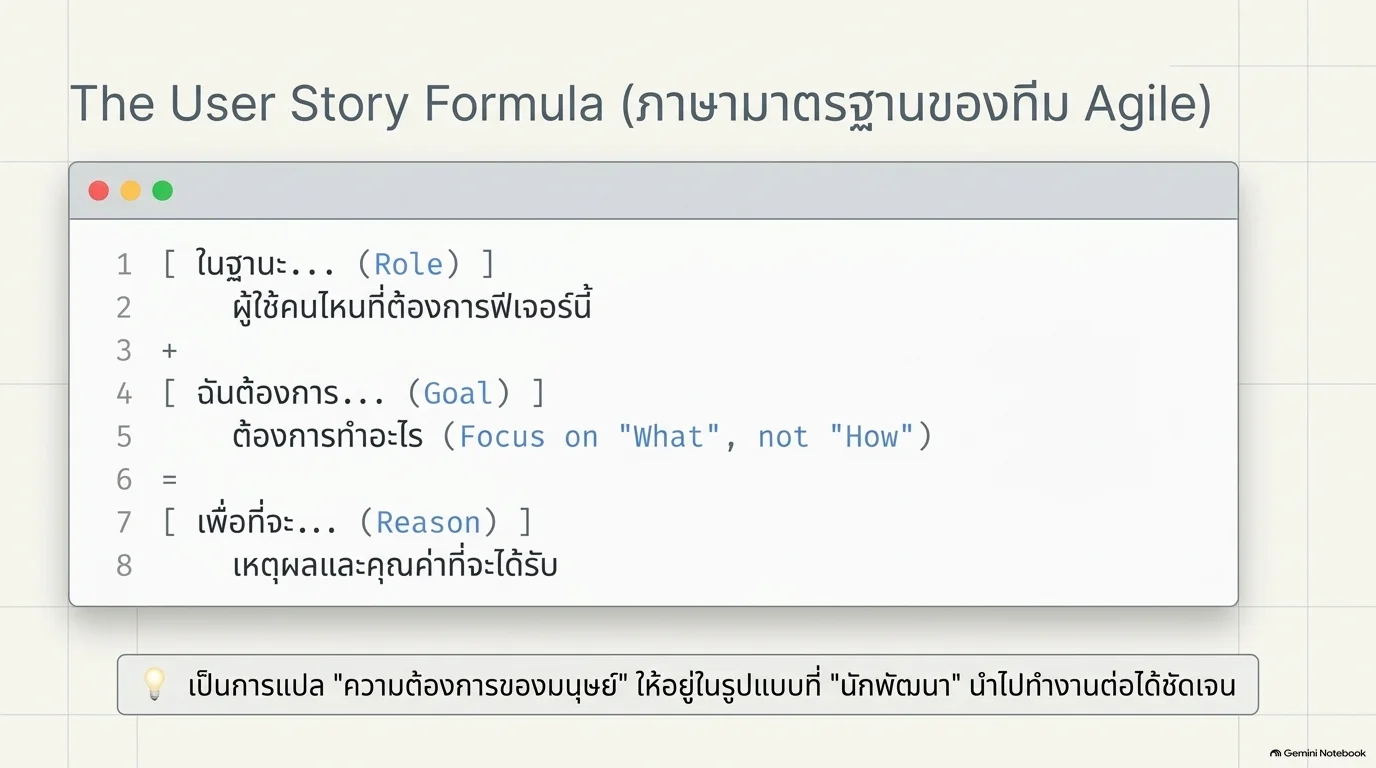 The User Story Formula (ภาษามาตรฐานของทีม Agile)
1 [ ในฐานะ... (Role) ]
2 ผู้ใช้คนไหนที่ต้องการฟีเจอร์นี้
3 +
4 [ ฉันต้องการ... (Goal) ]
5 ต้องการทำอะไร (Focus on "What", not "How")
6 =
7 [ เพื่อที่จะ... (Reason) ]
8 เหตุผลและคุณค่าที่จะได้รับ
เป็นการแปล "ความต้องการของมนุษย์" ให้อยู่ในรูปแบบที่ "นักพัฒนา" นำไปทำงานต่อได้ชัดเจน
Gemini Notebook